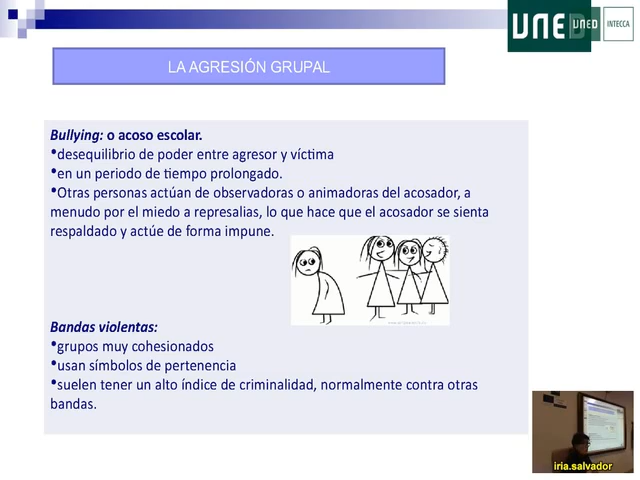 UNED
UNED
INTECCA
LA AGRESIÓN GRUPAL
Bullying: o acoso escolar.
•desequilibrio de poder entre agresor y víctima
•en un periodo de tiempo prolongado.
•Otras personas actúan de observadoras o animadoras del acosador, a
menudo por el miedo a represalias, lo que hace que el acosador se sienta
respaldado y actúe de forma impune.
Bandas violentas:
•grupos muy cohesionados
•usan símbolos de pertenencia
•suelen tener un alto índice de criminalidad, normalmente contra otras
bandas.
iria.salvador